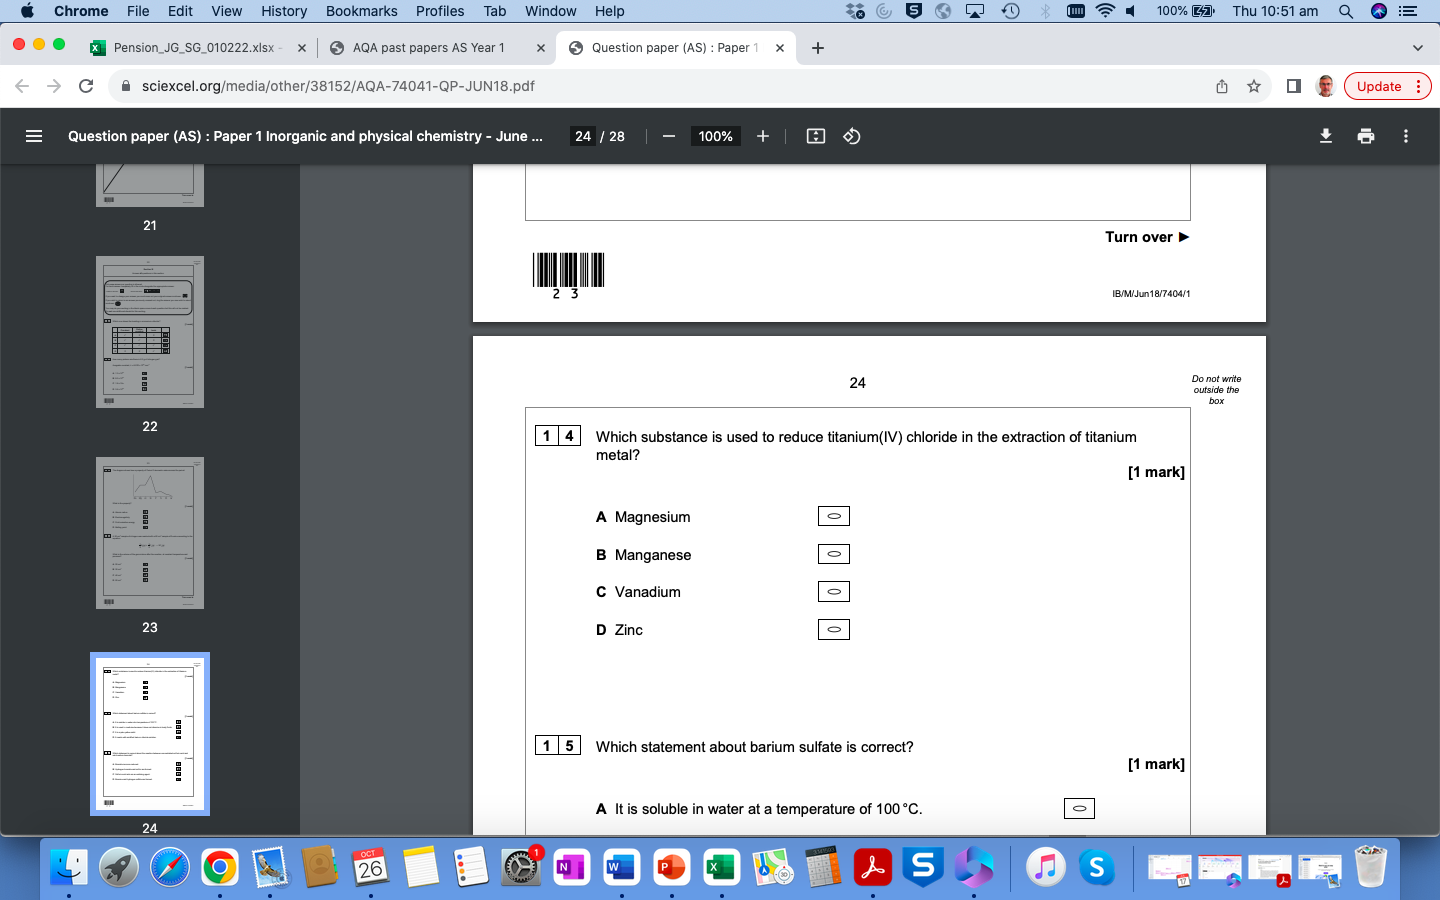 Chrome File Edit View History Bookmarks Profiles Tab Window Help 100% Thu 10:51 am
Pension_JG_SG_010222.xlsx - AQA past papers AS Year 1 Question paper (AS) : Paper 1
sciexcel.org/media/other/38152/AQA-74041-QP-JUN18.pdf Update
Question paper (AS) : Paper 1 Inorganic and physical chemistry - June ... 24 / 28 100%
21
22
23
24
Turn over
2 3
IB/M/Jun18/7404/1
24
Do not write
outside the
box
1 4 Which substance is used to reduce titanium(IV) chloride in the extraction of titanium
metal?
[1 mark]
A Magnesium
B Manganese
C Vanadium
D Zinc
1 5 Which statement about barium sulfate is correct?
[1 mark]
A It is soluble in water at a temperature of 100 °C.
OCT
26
1
N
W
P
X
3D
S
S
17